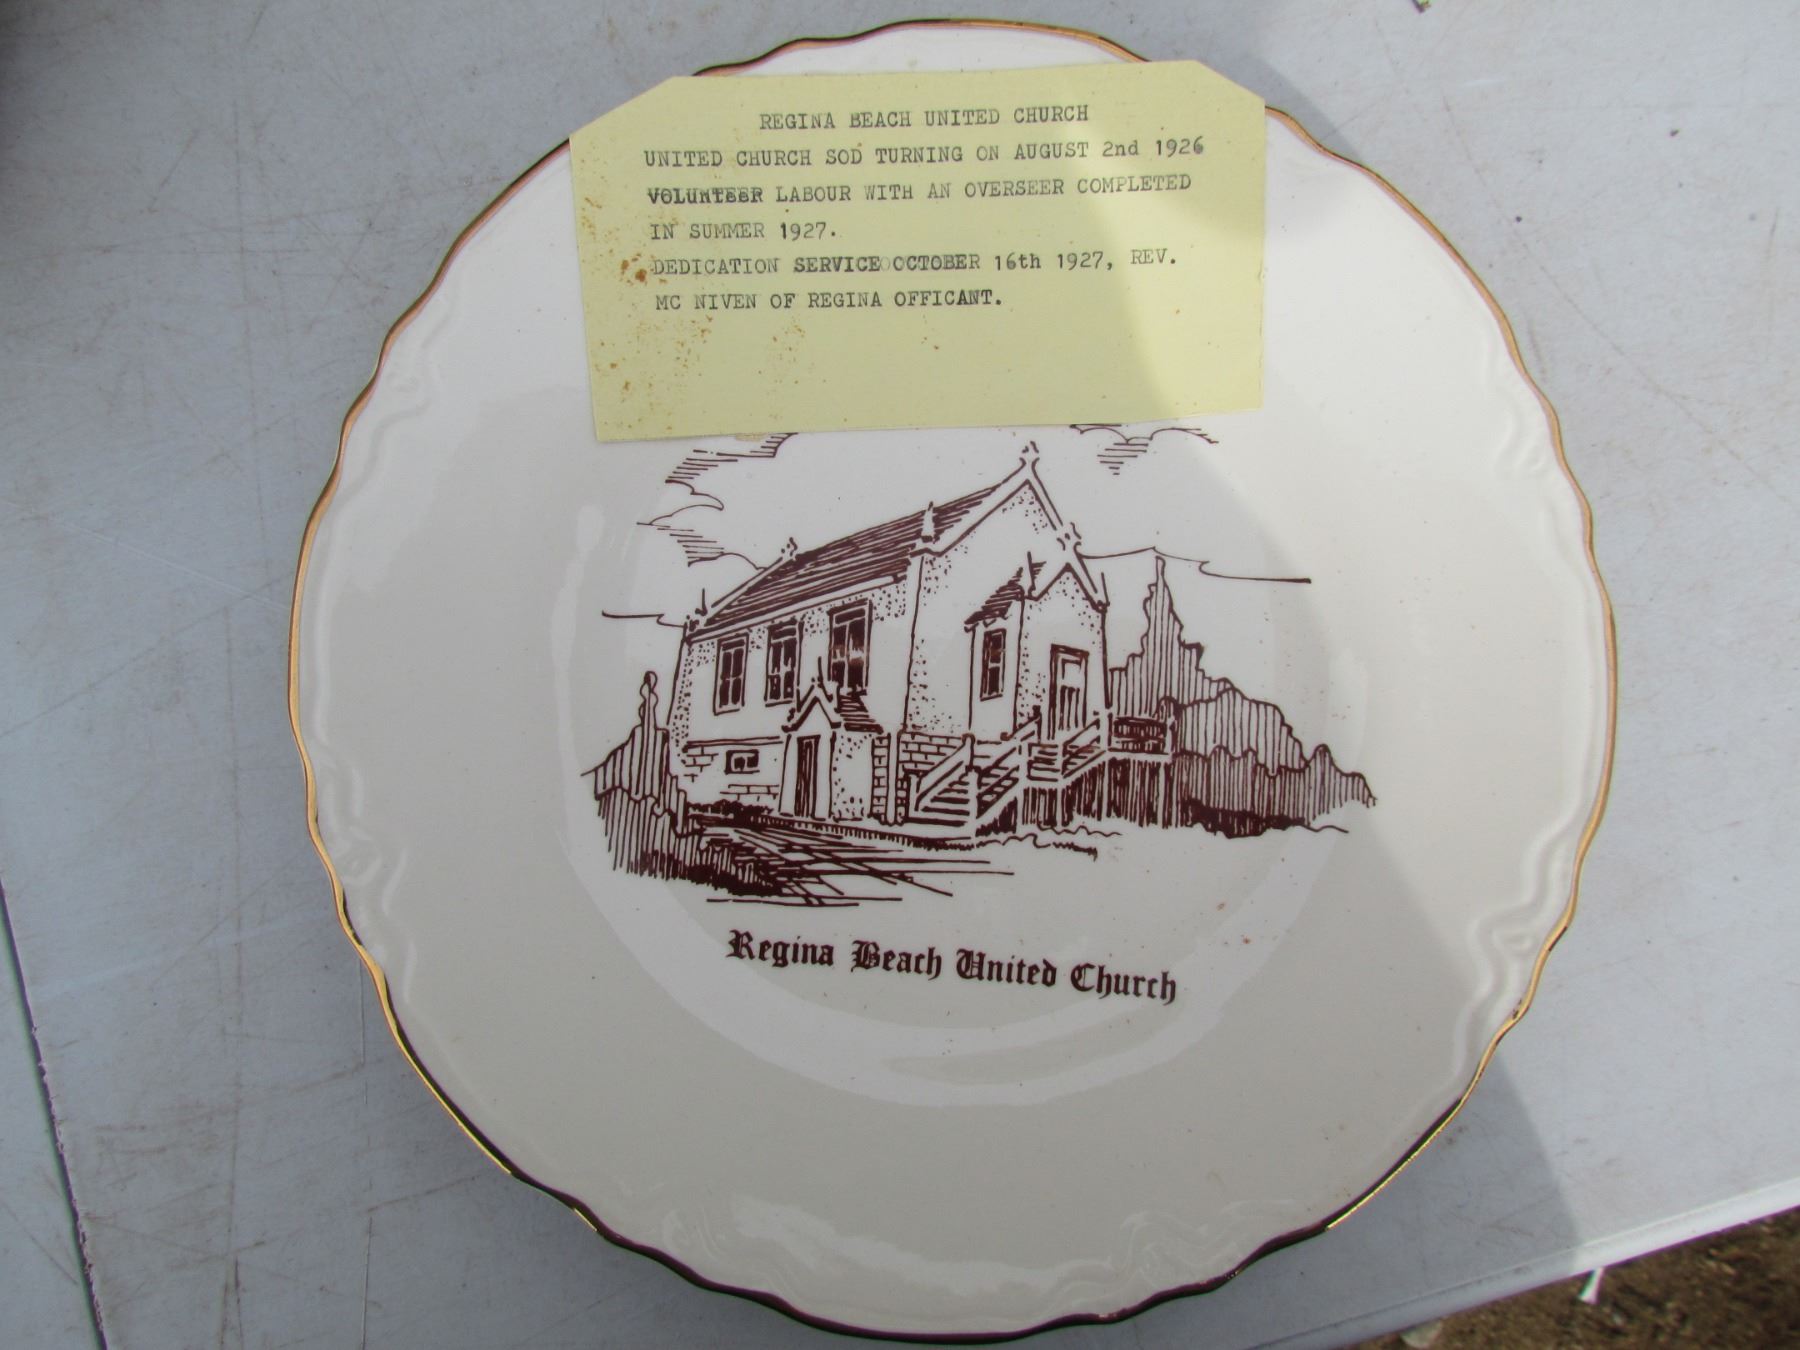 REGINA BEACH UNITED CHURCH
UNITED CHURCH SOD TURNING ON AUGUST 2nd 1926
VOLUNTEER LABOUR WITH AN OVERSEER COMPLETED
IN SUMMER 1927.
DEDICATION SERVICE OCTOBER 16th 1927, REV.
MC NIVEN OF REGINA OFFICANT.
Regina Beach United Church